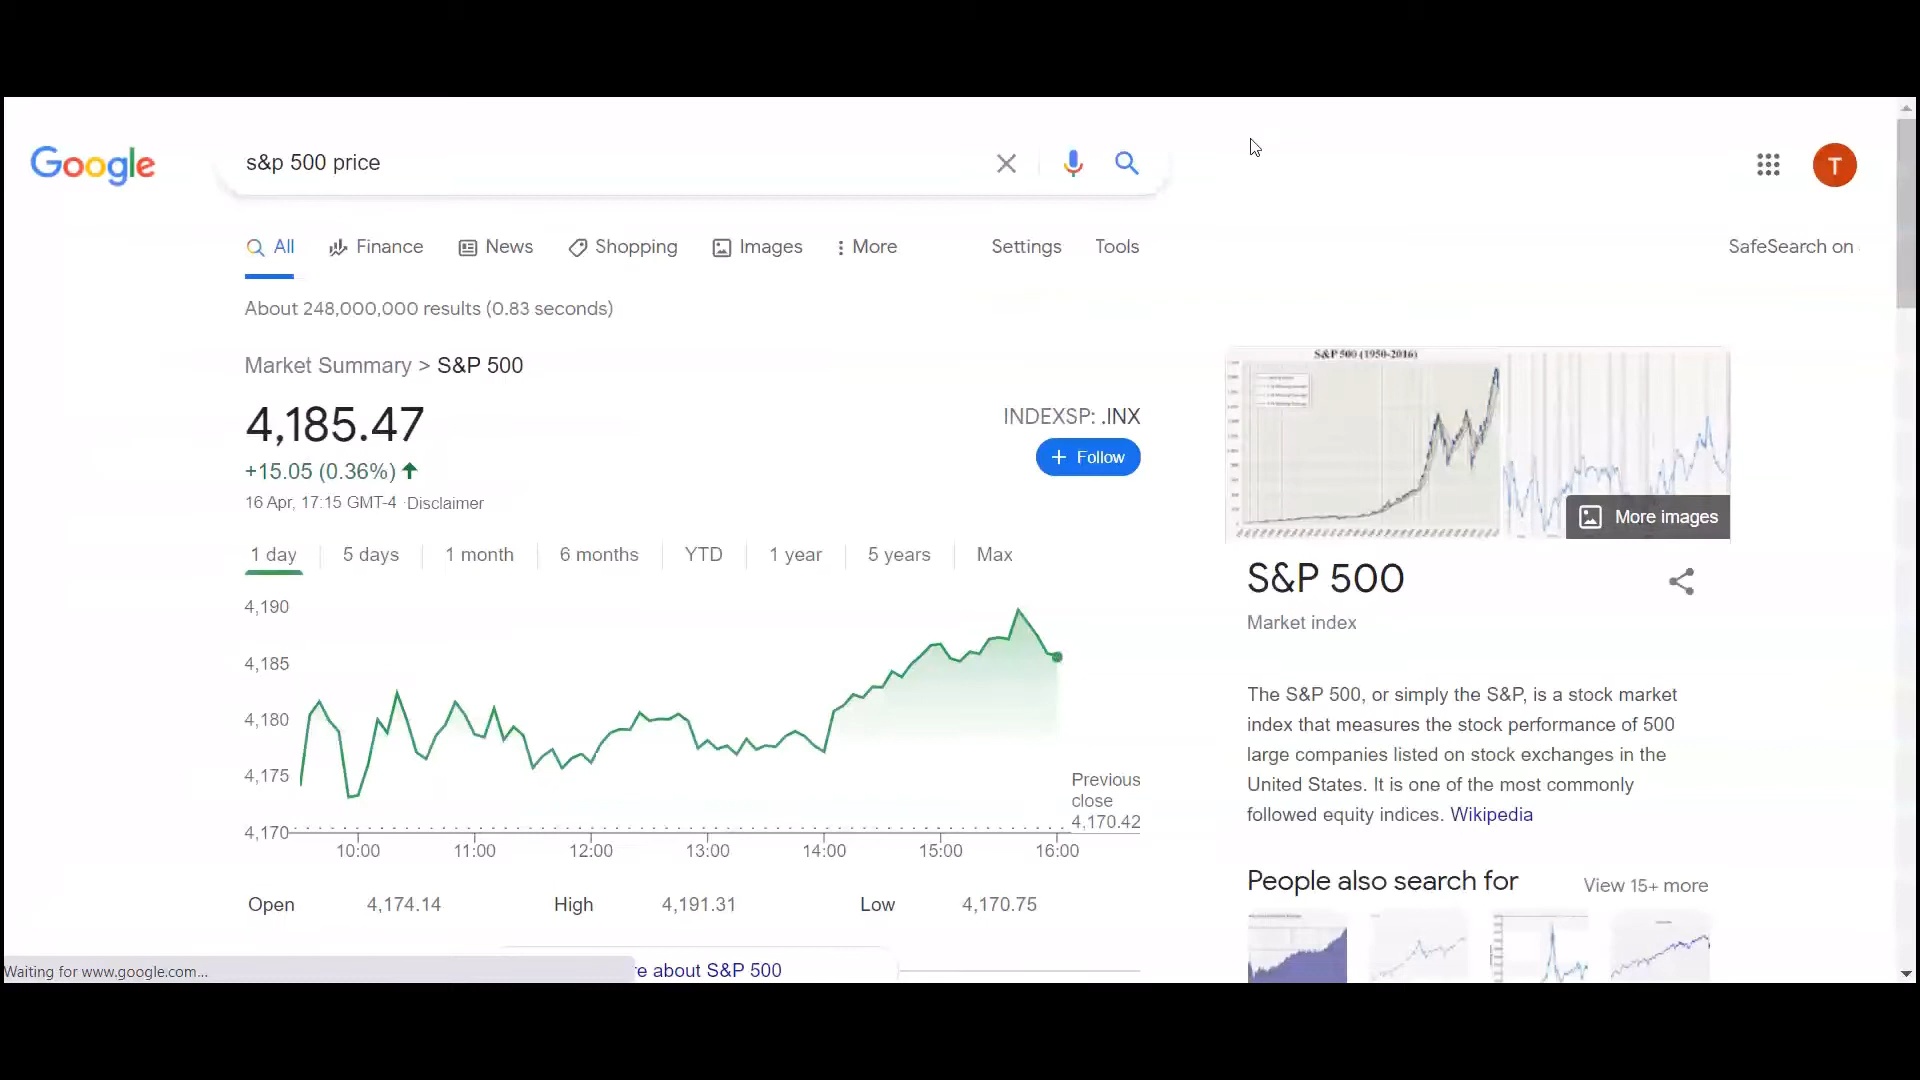 Google
s&p 500 price
T
All
Finance
News
Shopping
Images
More
Settings
Tools
SafeSearch on
About 248,000,000 results (0.83 seconds)
Market Summary > S&P 500
4,185.47
+15.05 (0.36%)
16 Apr, 17:15 GMT-4 ·Disclaimer
INDEXSP: .INX
+ Follow
1 day
5 days
1 month
6 months
YTD
1 year
5 years
Max
4,190
4,185
4,180
4,175
4,170
Previous
close
4,170.42
10:00
11:00
12:00
13:00
14:00
15:00
16:00
Open 4,174.14
High 4,191.31
Low 4,170.75
re about S&P 500
Waiting for www.google.com...
S&P 500 (1950-2016)
More images
S&P 500
Market index
The S&P 500, or simply the S&P, is a stock market
index that measures the stock performance of 500
large companies listed on stock exchanges in the
United States. It is one of the most commonly
followed equity indices. Wikipedia
People also search for
View 15+ more